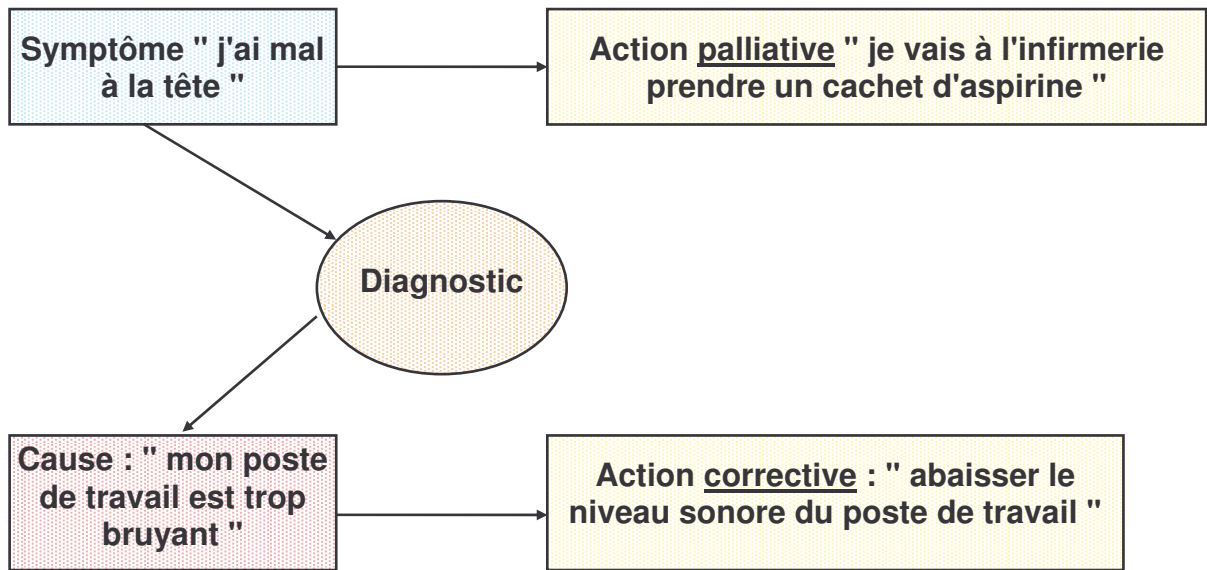 Symptôme " j'ai mal
à la tête "
Action palliative " je vais à l'infirmerie
prendre un cachet d'aspirine "
Diagnostic
Cause : " mon poste
de travail est trop
bruyant "
Action corrective : " abaisser le
niveau sonore du poste de travail "